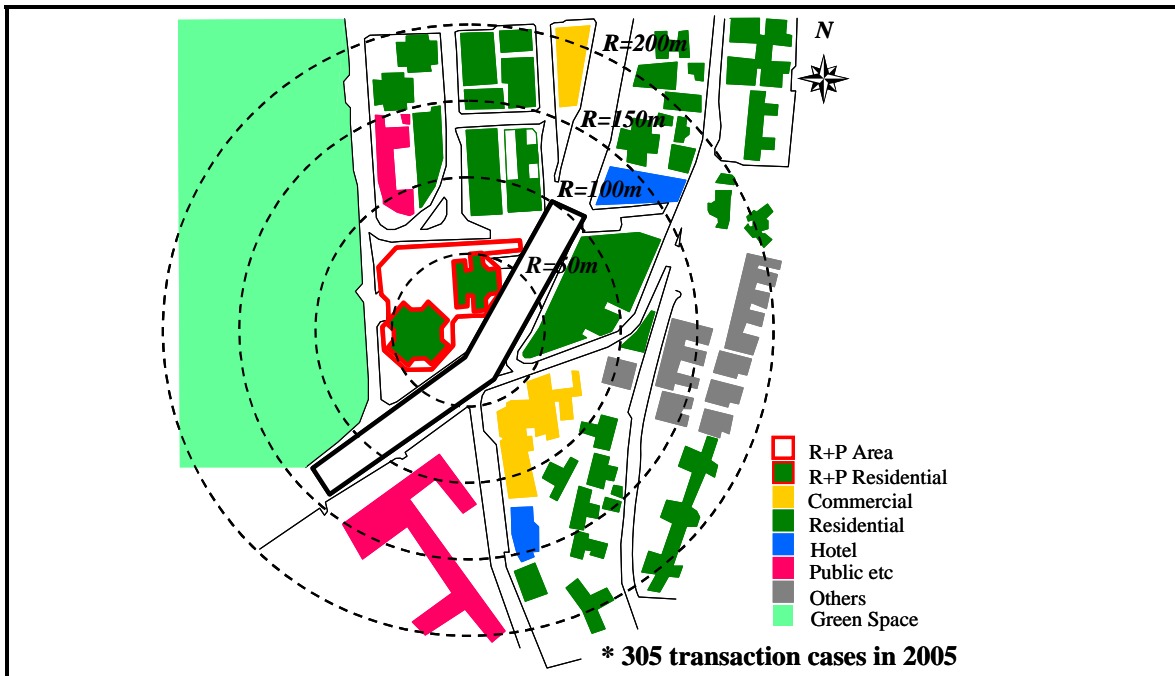 N
R=200m
R=150m
R=100m
R=50m
R+P Area
R+P Residential
Commercial
Residential
Hotel
Public etc
Others
Green Space
* 305 transaction cases in 2005